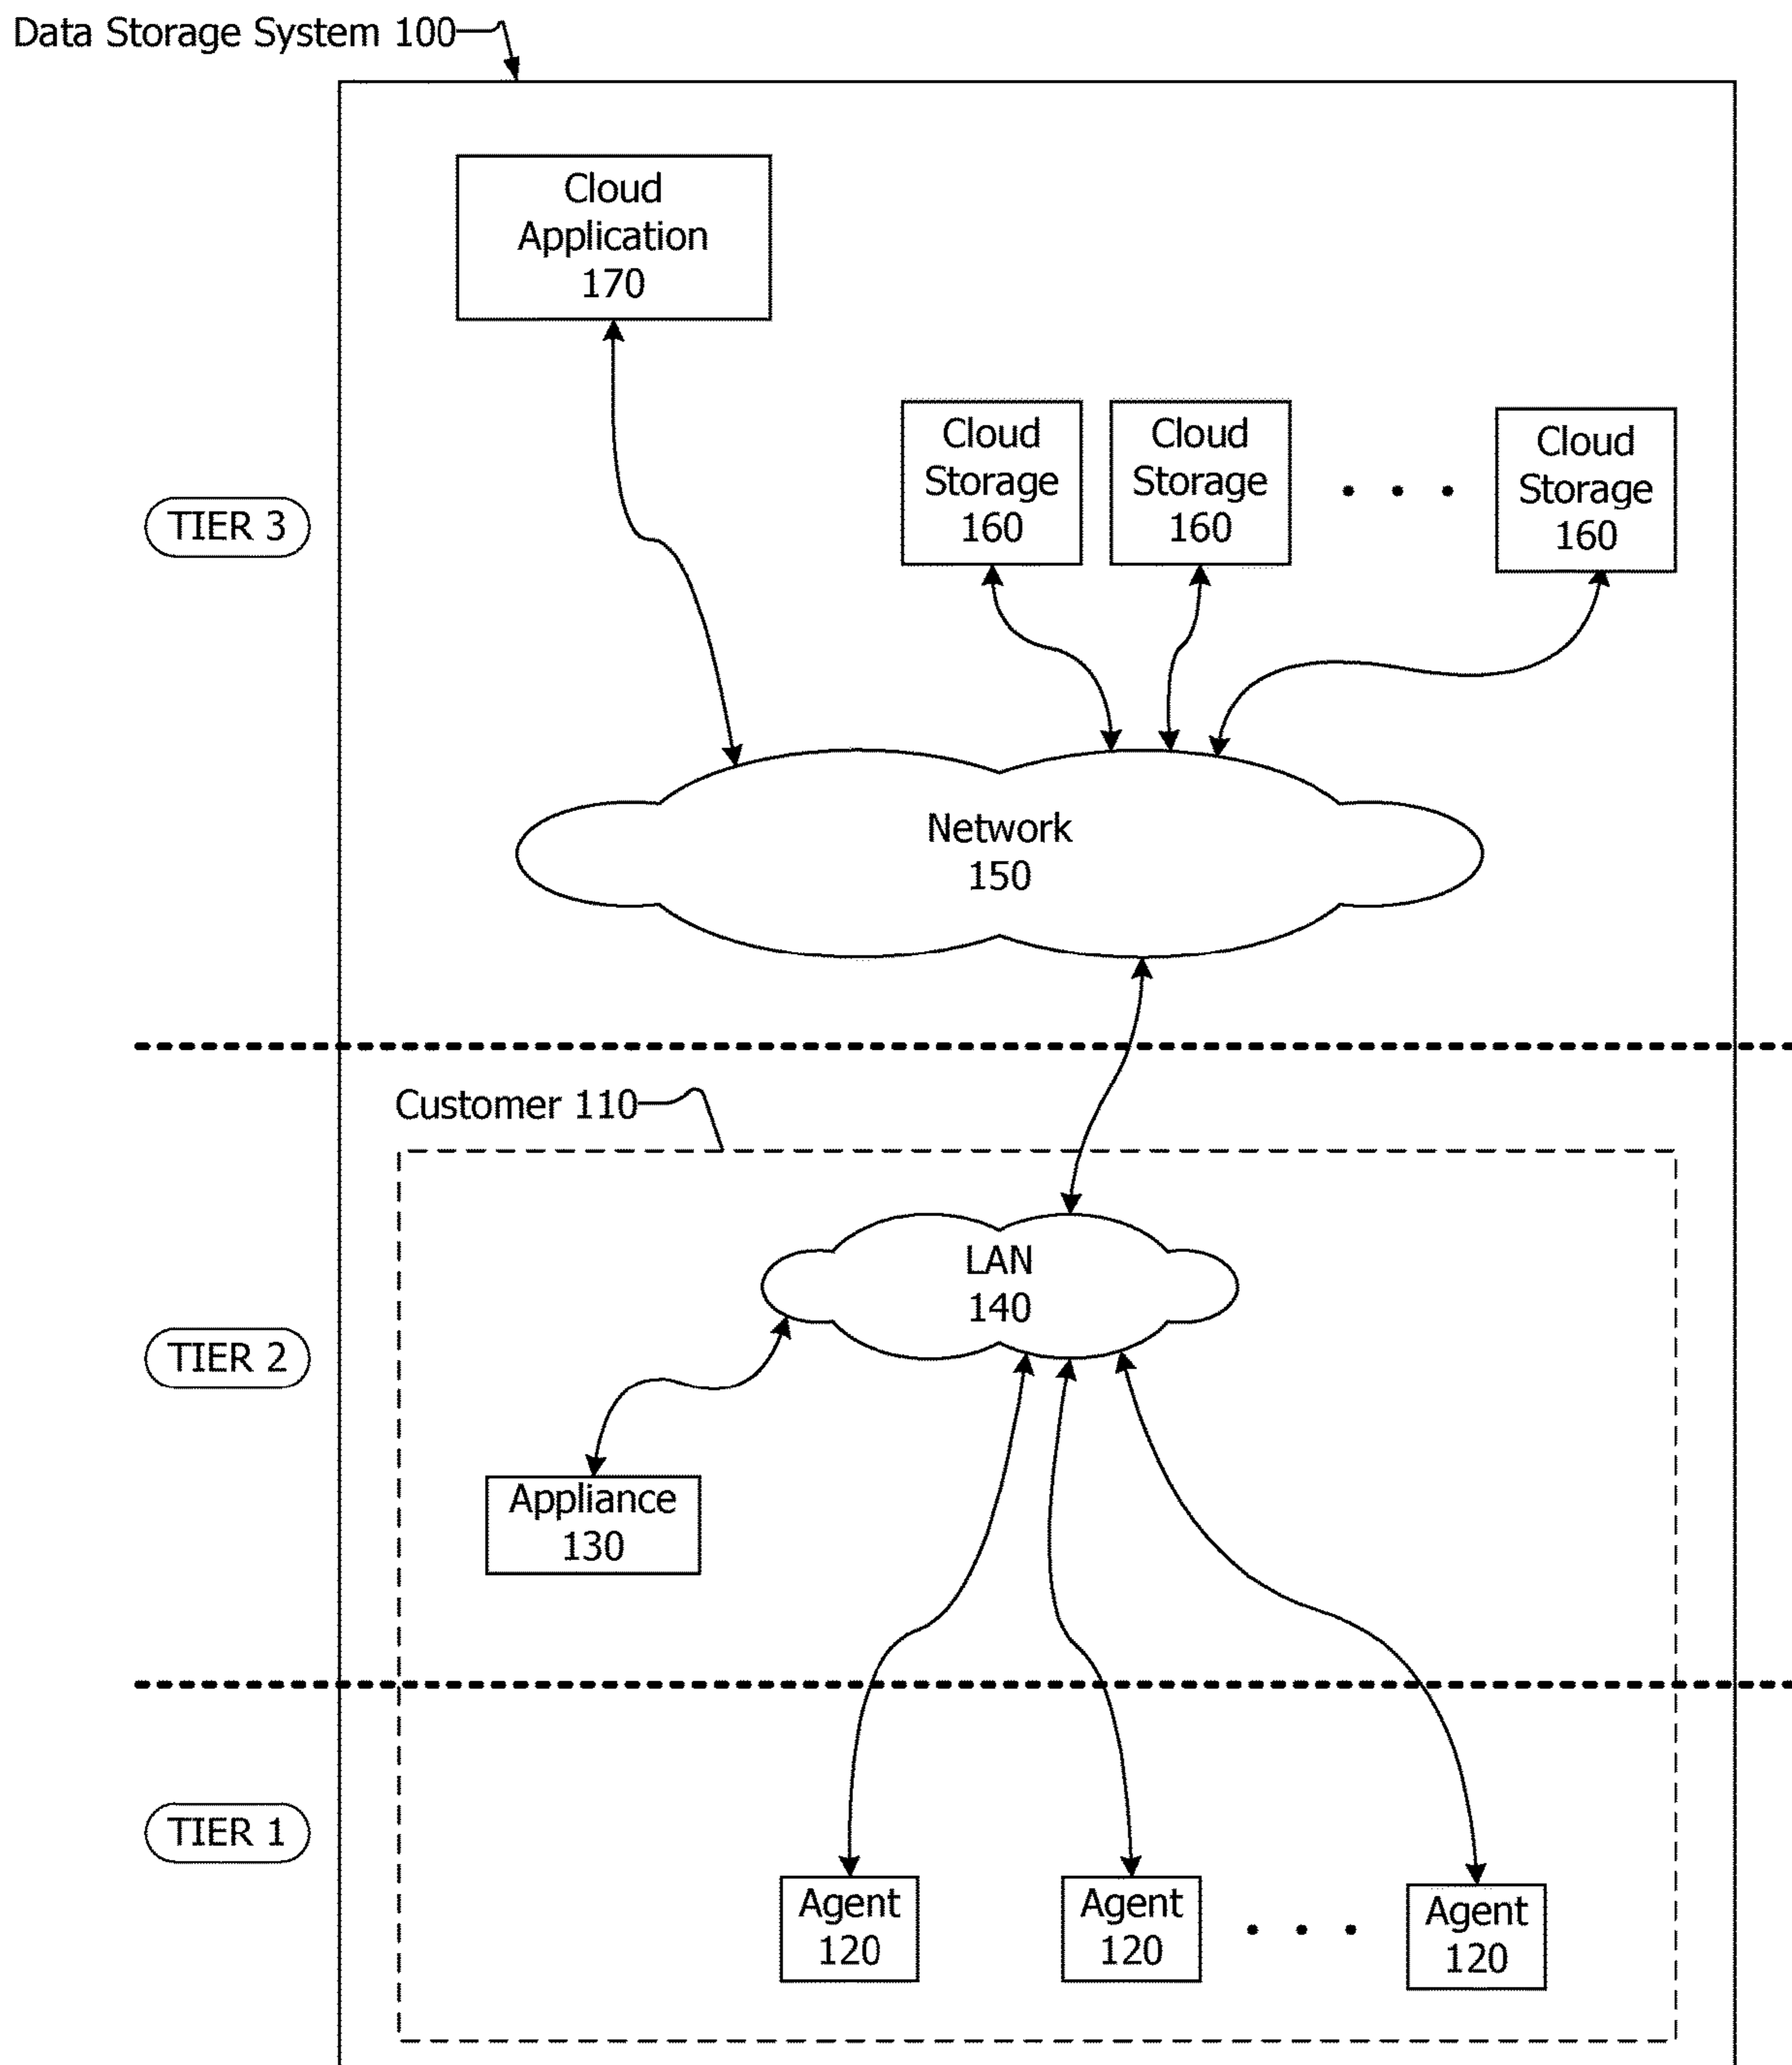 Data Storage System 100
Cloud
Application
170
Cloud
Storage
160
Cloud
Storage
160
Cloud
Storage
160
TIER 3
Network
150
Customer 110
LAN
140
TIER 2
Appliance
130
TIER 1
Agent
120
Agent
120
Agent
120